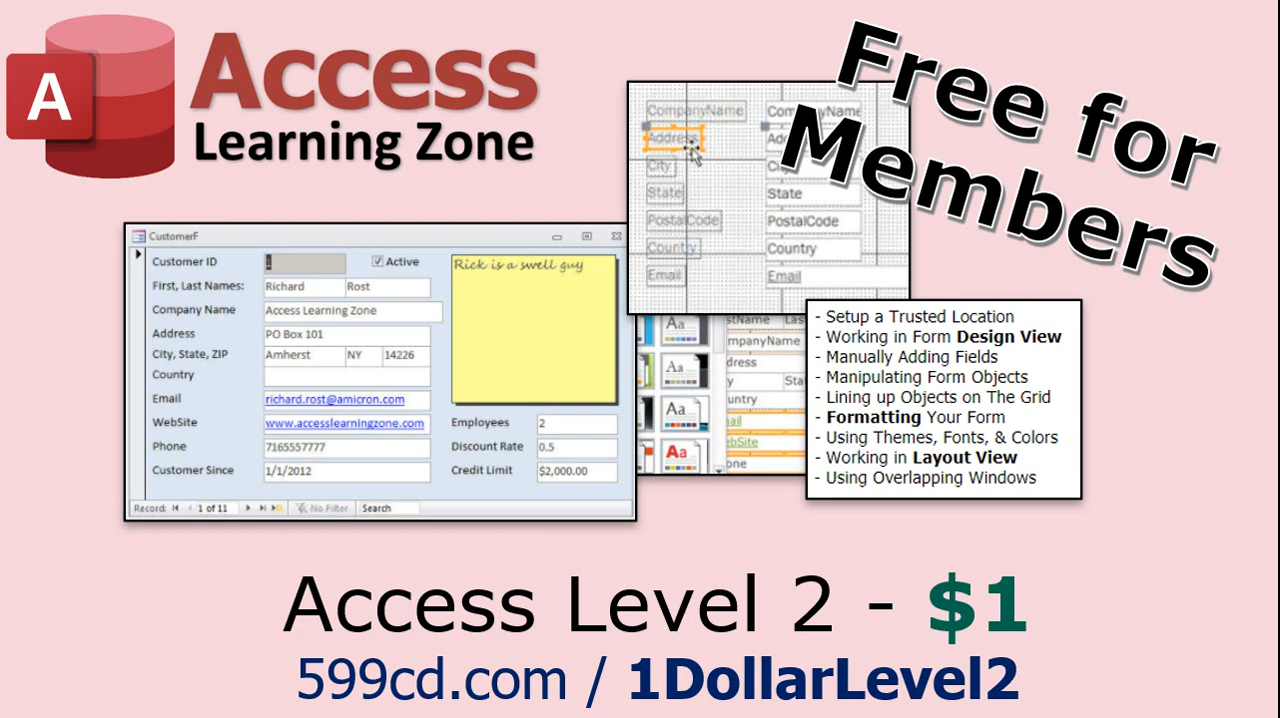 A
Access
Learning Zone
Free for
Members
CompanyName CompanyName
Address
City
State State
PostalCode PostalCode
Country Country
Email Email
CustomerF
Customer ID Active
First, Last Names: Richard Rost
Company Name Access Learning Zone
Address PO Box 101
City, State, ZIP Amherst NY 14226
Country
Email richard.rost@amicron.com
WebSite www.accesslearningzone.com
Phone 7165557777
Customer Since 1/1/2012
Rick is a swell guy
Employees 2
Discount Rate 0.5
Credit Limit $2,000.00
Record: 1 of 11 No Filter Search
Aa
Aa
Aa
Aa
- Setup a Trusted Location
- Working in Form Design View
- Manually Adding Fields
- Manipulating Form Objects
- Lining up Objects on The Grid
- Formatting Your Form
- Using Themes, Fonts, & Colors
- Working in Layout View
- Using Overlapping Windows
Access Level 2 - $1
599cd.com / 1DollarLevel2